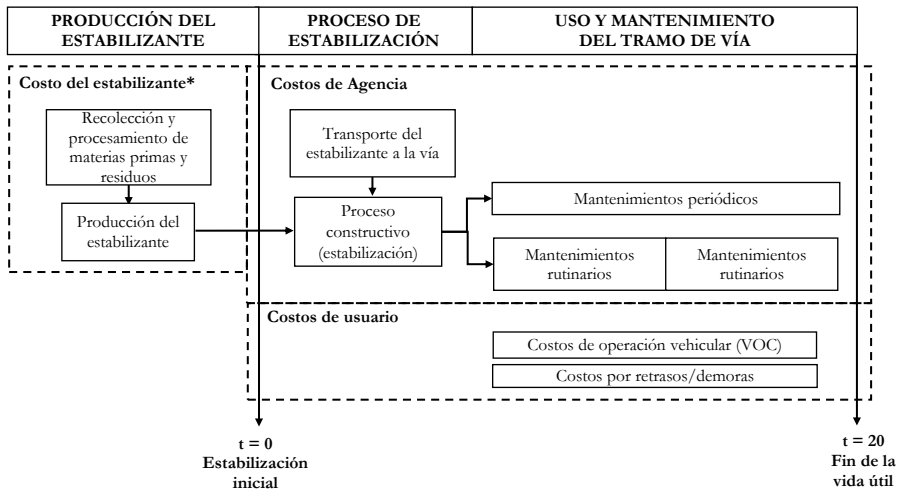 PRODUCCIÓN DEL
ESTABILIZANTE
PROCESO DE
ESTABILIZACIÓN
USO Y MANTENIMIENTO
DEL TRAMO DE VÍA
Costo del estabilizante*
Recolección y
procesamiento de
materias primas y
residuos
Producción del
estabilizante
Costos de Agencia
Transporte del
estabilizante a la vía
Proceso
constructivo
(estabilización)
Mantenimientos periódicos
Mantenimientos
rutinarios
Mantenimientos
rutinarios
Costos de usuario
Costos de operación vehicular (VOC)
Costos por retrasos/demoras
t = 0
Estabilización
inicial
t = 20
Fin de la
vida útil